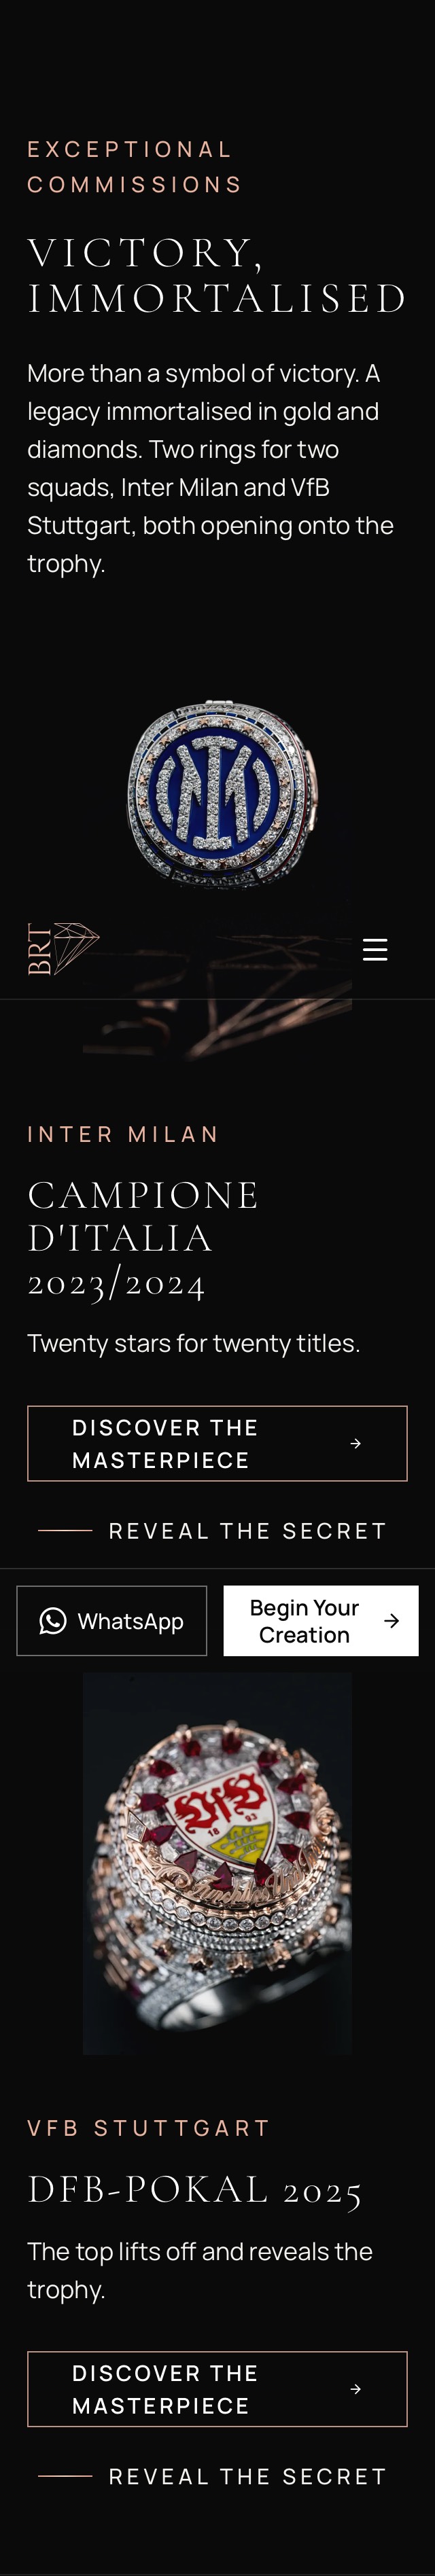 EXCEPTIONAL
COMMISSIONS
VICTORY,
IMMORTALISED
More than a symbol of victory. A
legacy immortalised in gold and
diamonds. Two rings for two
squads, Inter Milan and VfB
Stuttgart, both opening onto the
trophy.
BRT
INTER MILAN
CAMPIONE
D'ITALIA
2023/2024
Twenty stars for twenty titles.
DISCOVER THE
MASTERPIECE
REVEAL THE SECRET
WhatsApp
Begin Your
Creation
18 93
VFB STUTTGART
DFB-POKAL 2025
The top lifts off and reveals the
trophy.
DISCOVER THE
MASTERPIECE
REVEAL THE SECRET